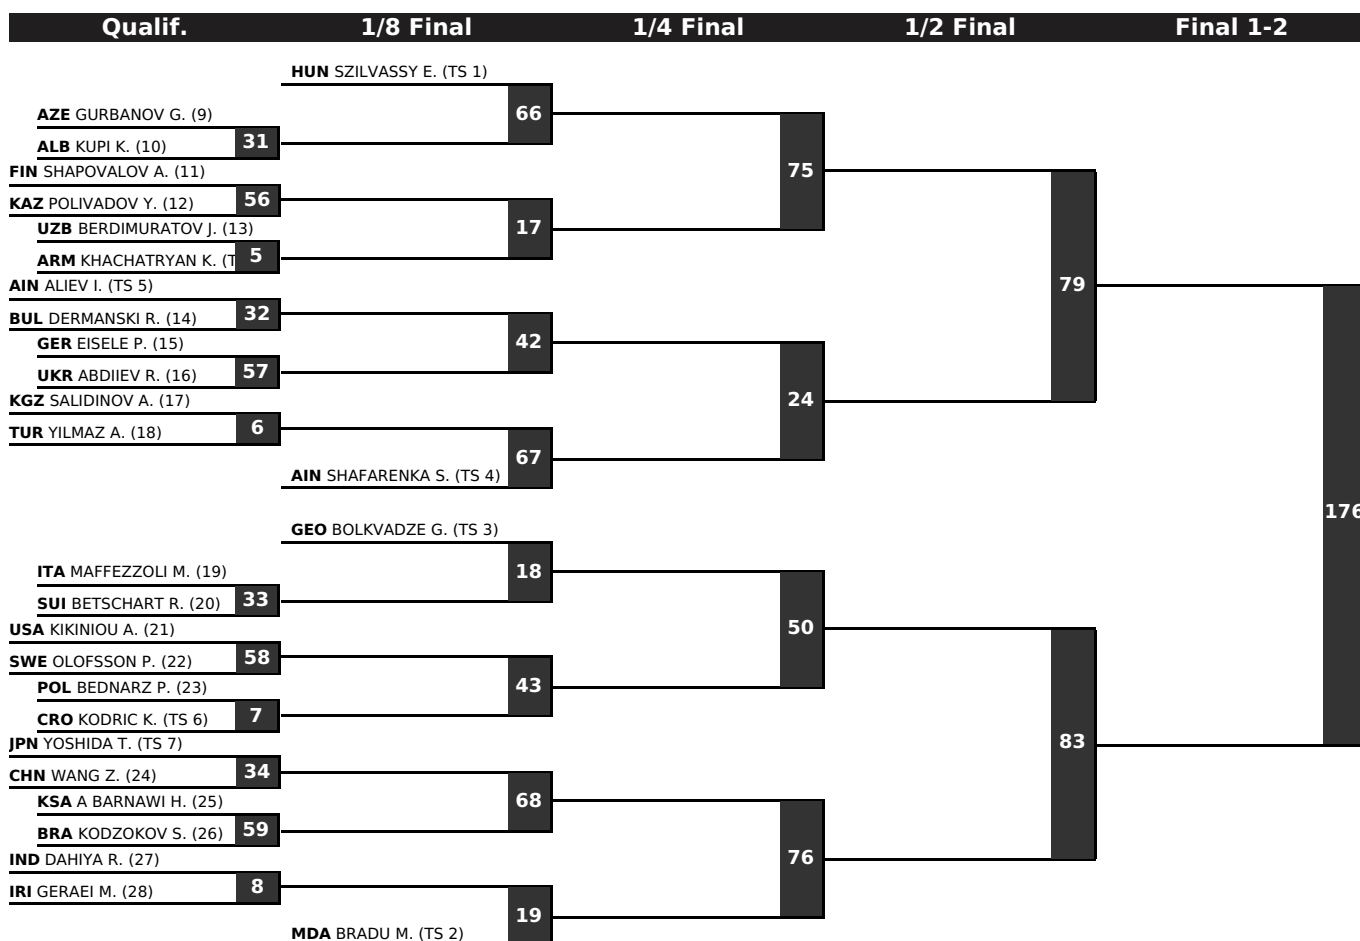 Qualif. 1/8 Final 1/4 Final 1/2 Final Final 1-2
HUN SZILVASSY E. (TS 1)
66
AZE GURBANOV G. (9)
31
ALB KUPI K. (10)
FIN SHAPOVALOV A. (11)
75
56
KAZ POLIVADOV Y. (12)
17
UZB BERDIMURATOV J. (13)
5
ARM KHACHATRYAN K. (T
79
AIN ALIEV I. (TS 5)
32
BUL DERMANSKI R. (14)
42
GER EISELE P. (15)
57
UKR ABDIIEV R. (16)
24
KGZ SALIDINOV A. (17)
6
TUR YILMAZ A. (18)
67
AIN SHAFARENKA S. (TS 4)
176
GEO BOLKVADZE G. (TS 3)
18
ITA MAFFEZZOLI M. (19)
33
SUI BETSCHART R. (20)
50
USA KIKINIOU A. (21)
58
SWE OLOFSSON P. (22)
43
POL BEDNARZ P. (23)
7
CRO KODRIC K. (TS 6)
83
JPN YOSHIDA T. (TS 7)
34
CHN WANG Z. (24)
68
KSA A BARNAWI H. (25)
59
BRA KODZOKOV S. (26)
76
IND DAHIYA R. (27)
8
IRI GERAEI M. (28)
19
MDA BRADU M. (TS 2)